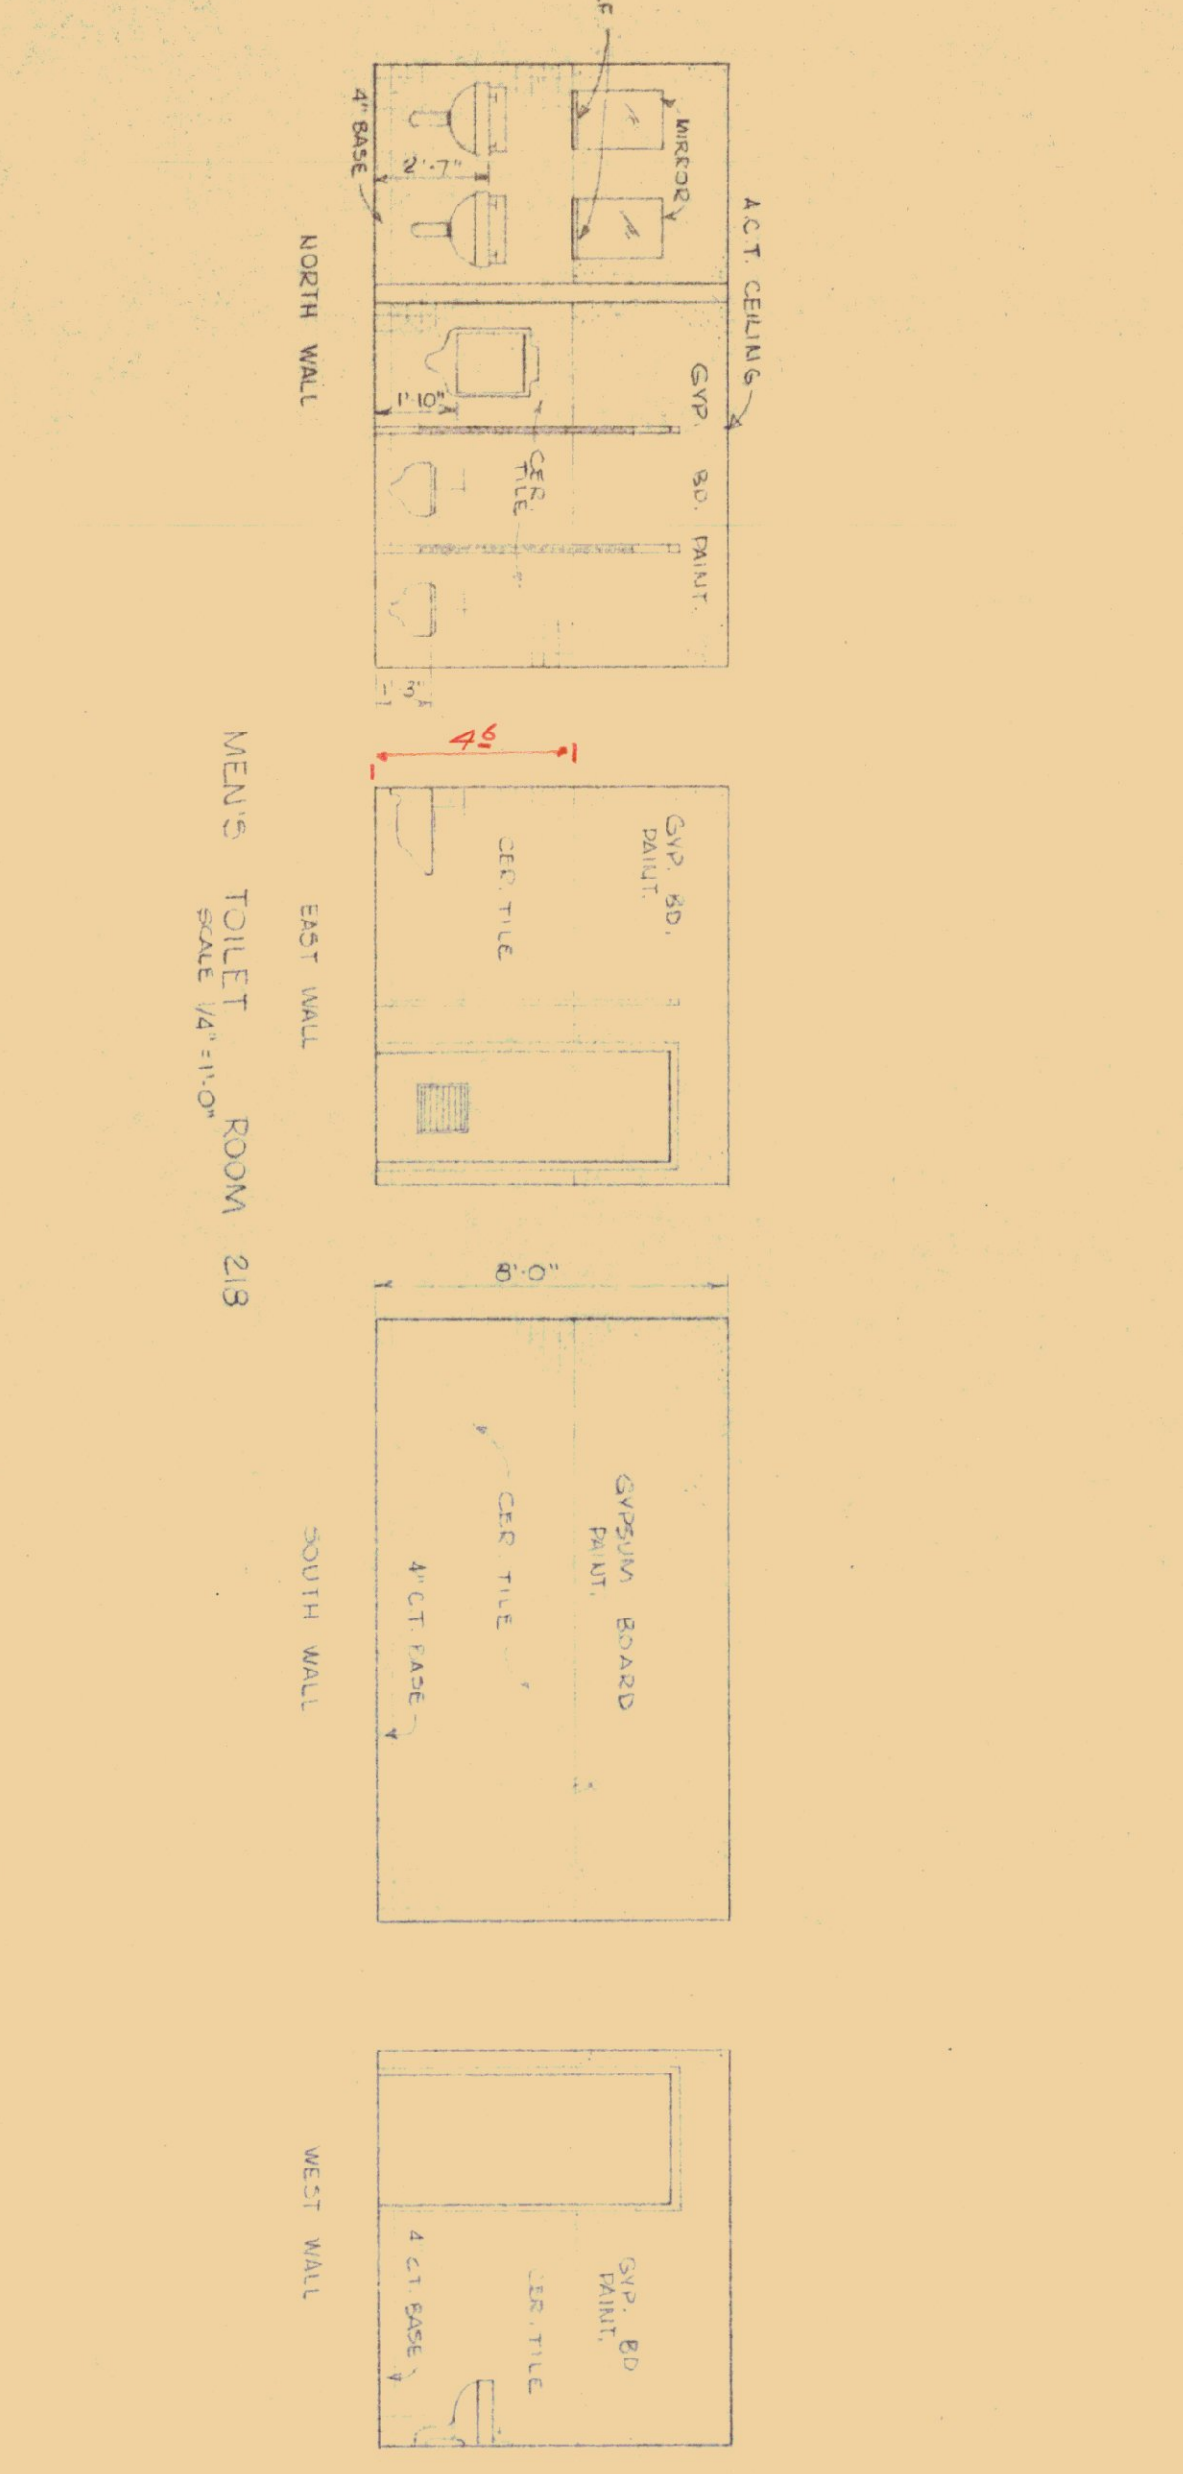 F
MIRROR
A.C.T. CEILING
GYP. BD. PAINT.
4" BASE
2'-7"
1'-10"
CER.
TILE
1'-3"
NORTH WALL
46
GYP. BD.
PAINT.
CER. TILE
EAST WALL
8'-0"
GYPSUM BOARD
PAINT.
CER. TILE
4" C.T. BASE
SOUTH WALL
GYP. BD
PAINT.
CER. TILE
4" C.T. BASE
WEST WALL
MEN'S TOILET ROOM 218
SCALE 1/4" = 1'-0"